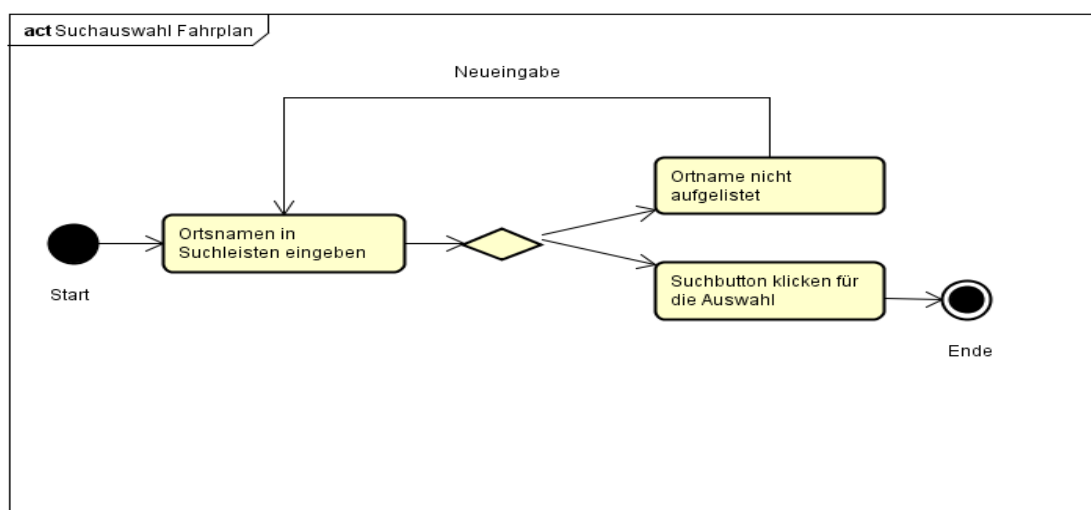 act Suchauswahl Fahrplan
Neueingabe
Ortname nicht
aufgelistet
Ortsnamen in
Suchleisten eingeben
Start
Suchbutton klicken für
die Auswahl
Ende